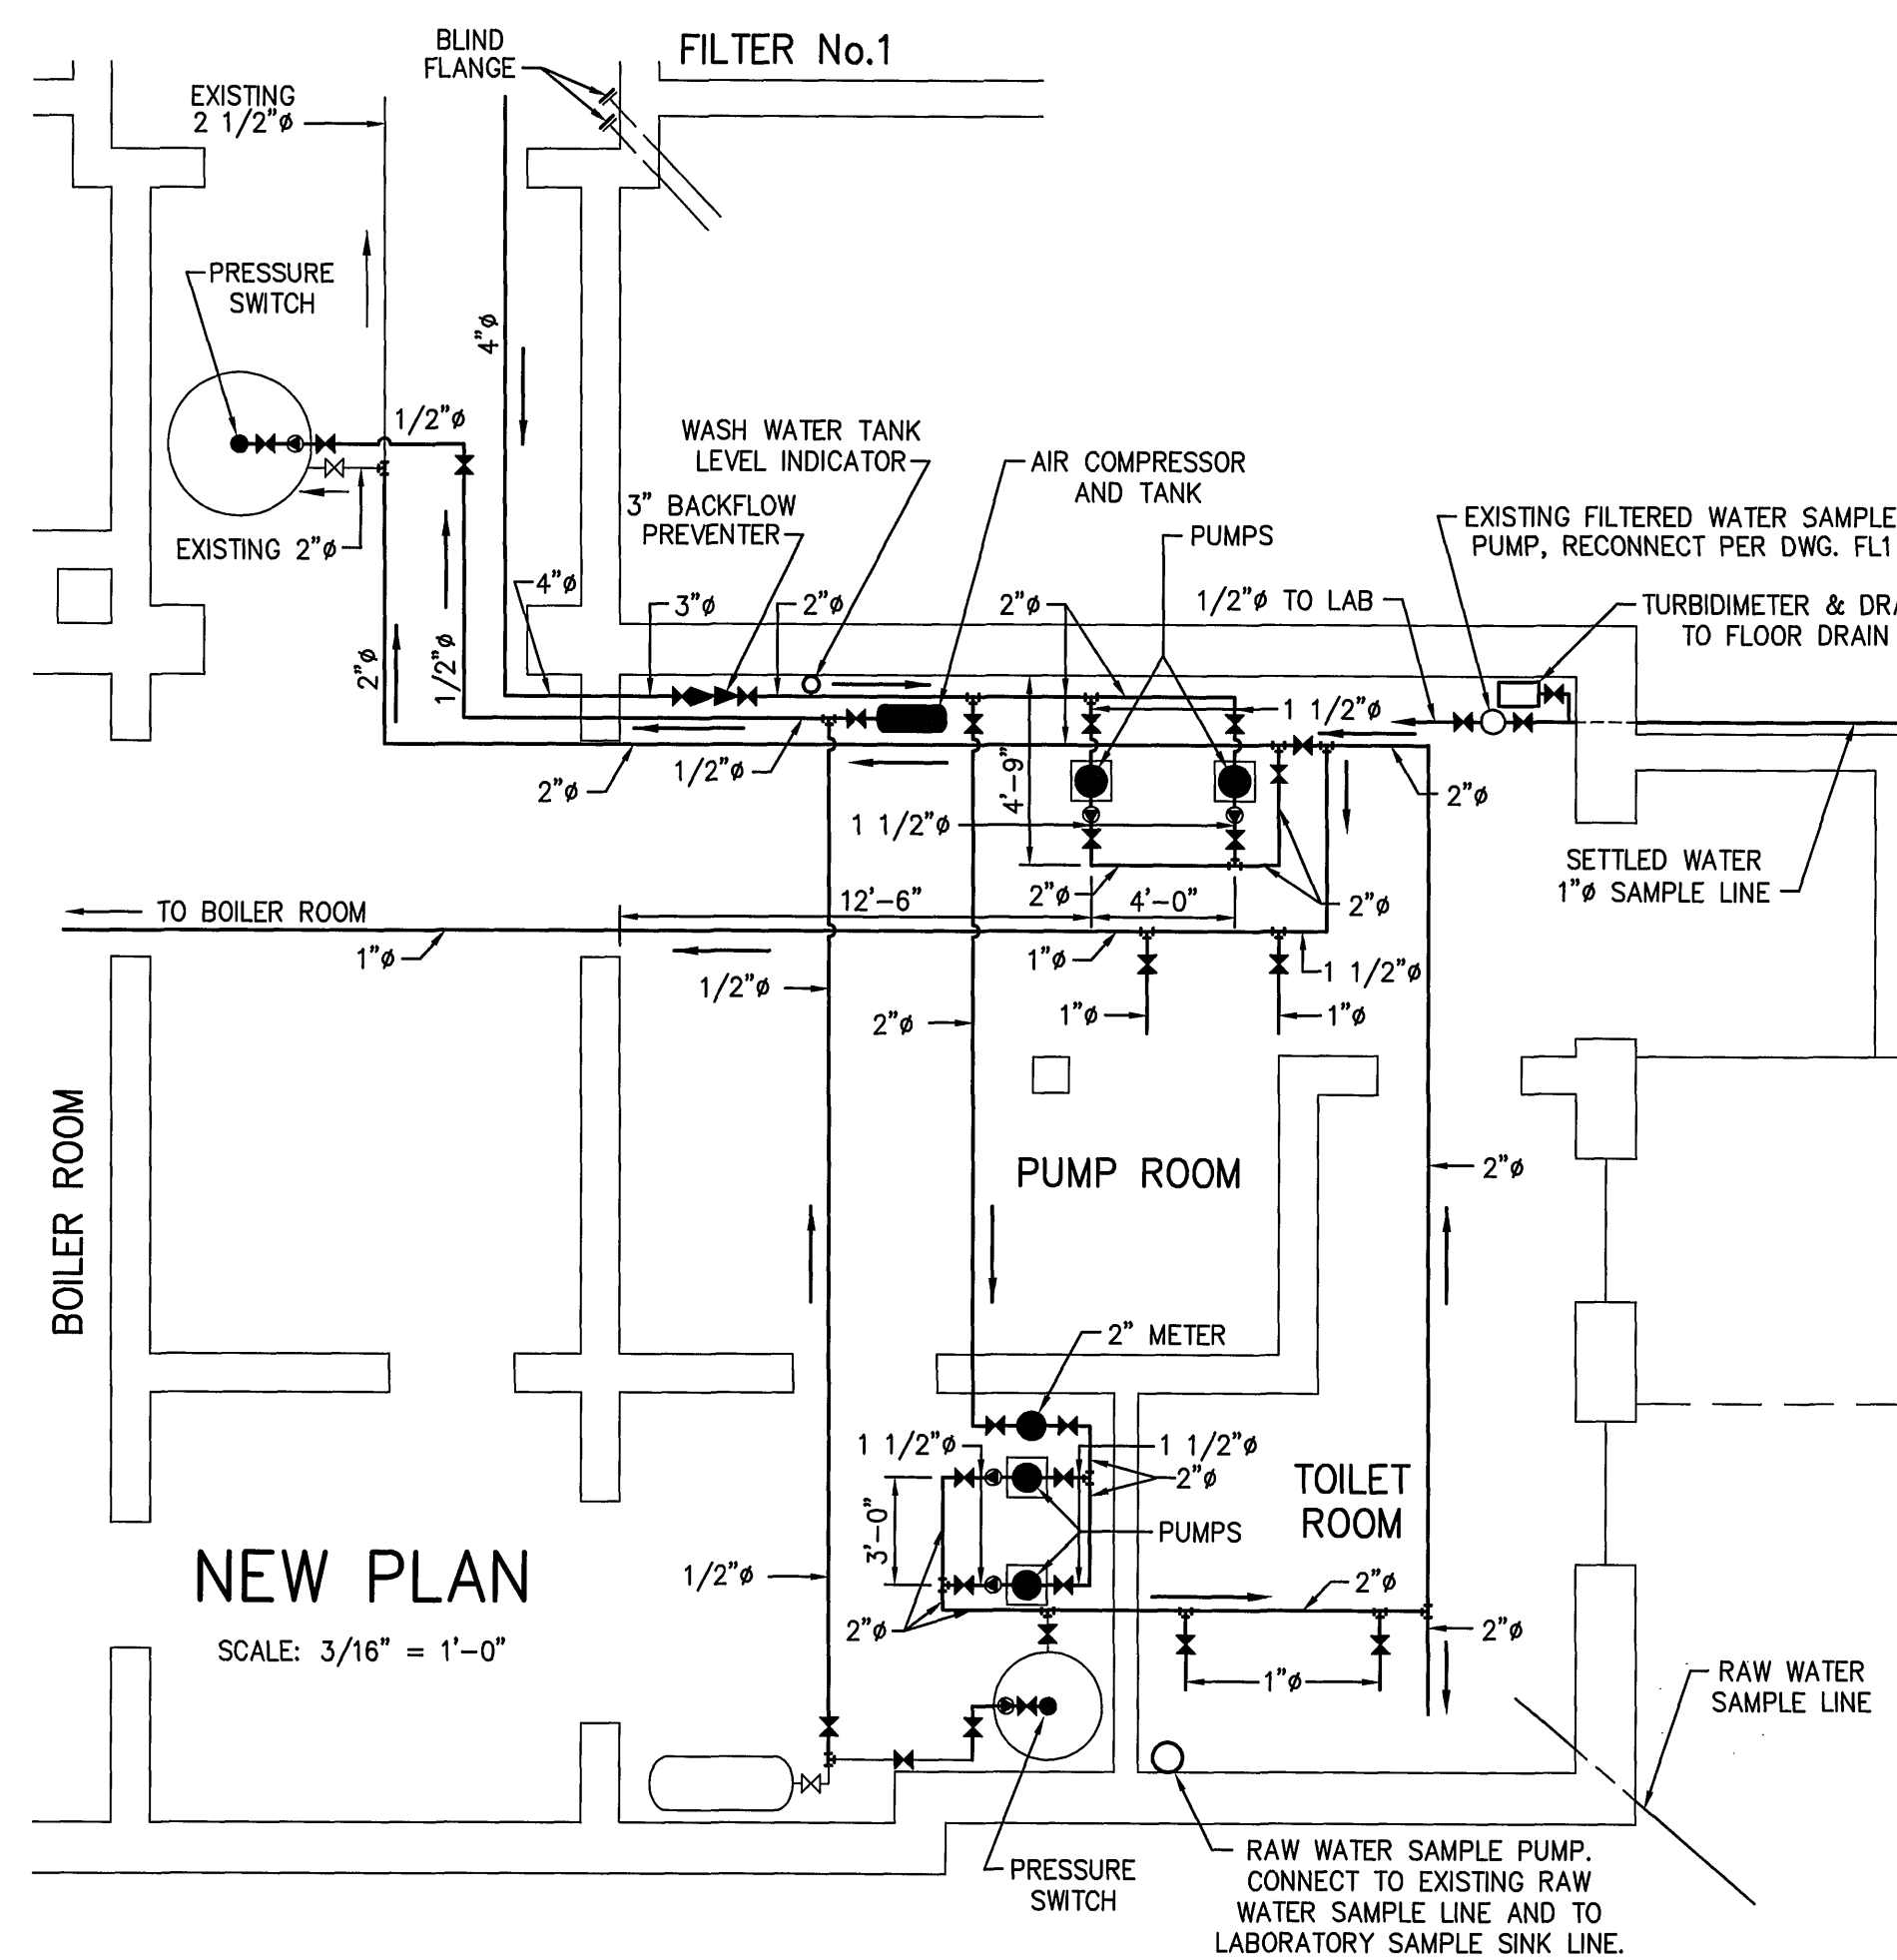 BLIND
FLANGE
FILTER No.1
EXISTING
2 1/2"ø
PRESSURE
SWITCH
4"ø
1/2"ø
WASH WATER TANK
LEVEL INDICATOR
AIR COMPRESSOR
AND TANK
3" BACKFLOW
PREVENTER
PUMPS
EXISTING FILTERED WATER SAMPLE
PUMP, RECONNECT PER DWG. FL1
EXISTING 2"ø
4"ø
3"ø
2"ø
2"ø
1/2"ø TO LAB
TURBIDIMETER & DRA
TO FLOOR DRAIN
2"ø
1/2"ø
1 1/2"ø
2"ø
1/2"ø
4'-9"
2"ø
1 1/2"ø
SETTLED WATER
1"ø SAMPLE LINE
TO BOILER ROOM
12'-6"
2"ø
4'-0"
2"ø
1"ø
1"ø
1 1/2"ø
1/2"ø
2"ø
1"ø
1"ø
BOILER ROOM
PUMP ROOM
2"ø
2" METER
1 1/2"ø
1 1/2"ø
2"ø
TOILET
ROOM
3'-0"
PUMPS
NEW PLAN
SCALE: 3/16" = 1'-0"
1/2"ø
2"ø
2"ø
2"ø
1"ø
RAW WATER
SAMPLE LINE
PRESSURE
SWITCH
RAW WATER SAMPLE PUMP.
CONNECT TO EXISTING RAW
WATER SAMPLE LINE AND TO
LABORATORY SAMPLE SINK LINE.